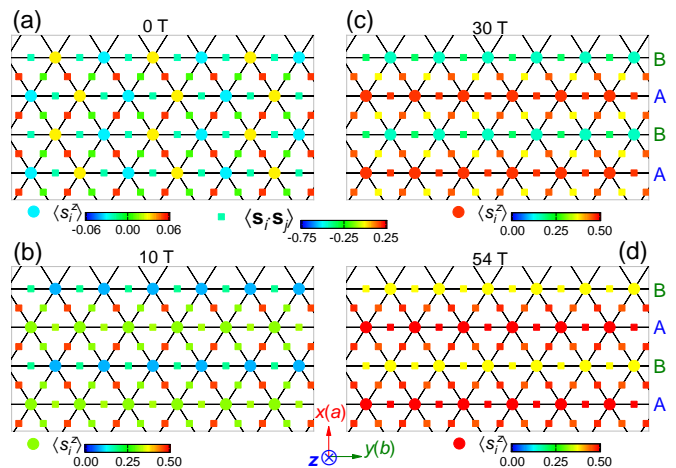 (a) 0 T
(c) 30 T
B
A
B
A
⟨s_i^z⟩ -0.06 0.00 0.06
⟨s_i·s_j⟩ -0.75 -0.25 0.25
⟨s_i^z⟩ 0.00 0.25 0.50
(b) 10 T
54 T (d)
B
A
B
A
⟨s_i^z⟩ 0.00 0.25 0.50
x(a)
z y(b)
⟨s_i^z⟩ 0.00 0.25 0.50